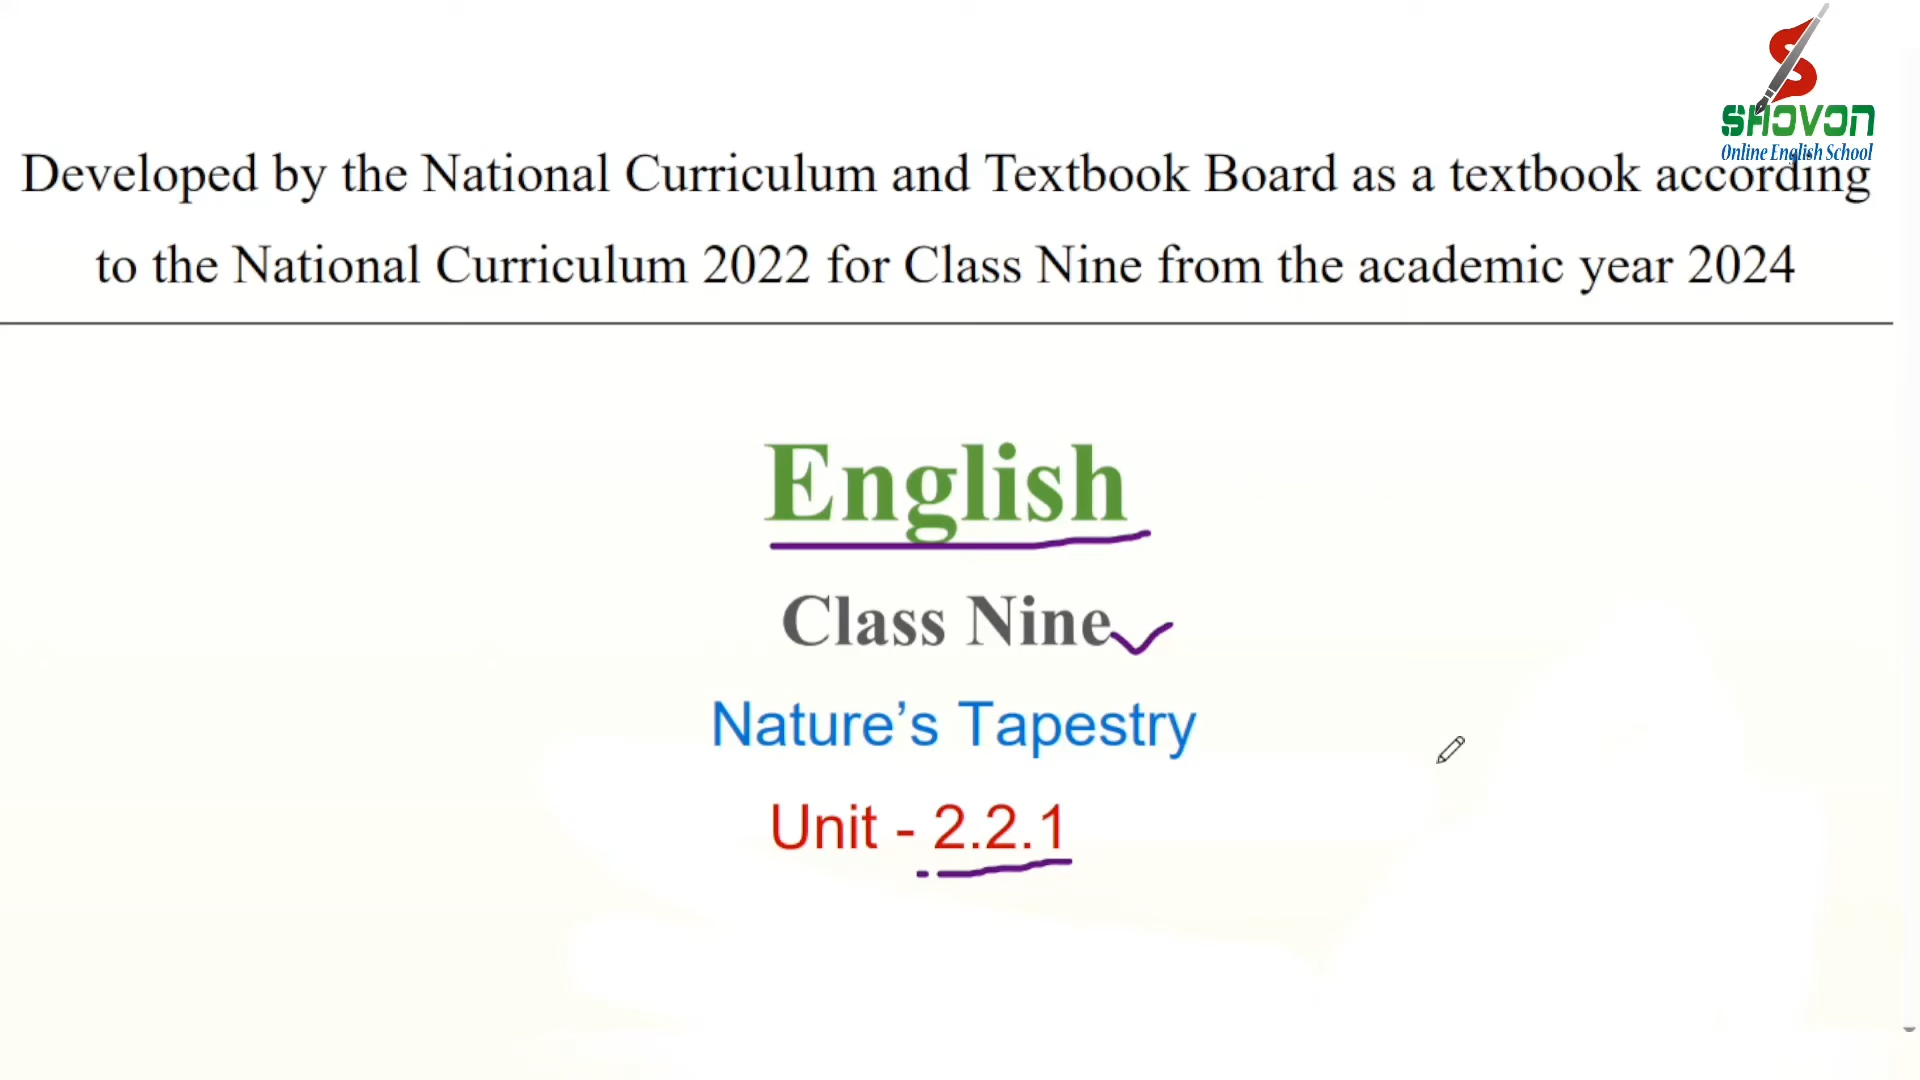 SHOVON
Online English School
Developed by the National Curriculum and Textbook Board as a textbook according
to the National Curriculum 2022 for Class Nine from the academic year 2024
English
Class Nine
Nature’s Tapestry
Unit - 2.2.1